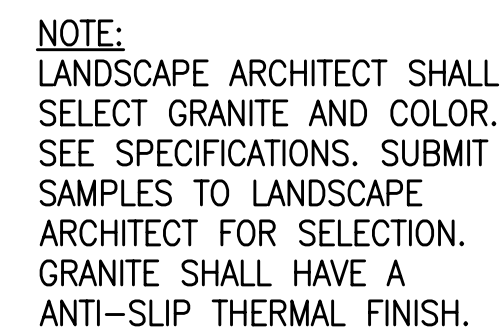 NOTE:
LANDSCAPE ARCHITECT SHALL
SELECT GRANITE AND COLOR.
SEE SPECIFICATIONS. SUBMIT
SAMPLES TO LANDSCAPE
ARCHITECT FOR SELECTION.
GRANITE SHALL HAVE A
ANTI-SLIP THERMAL FINISH.